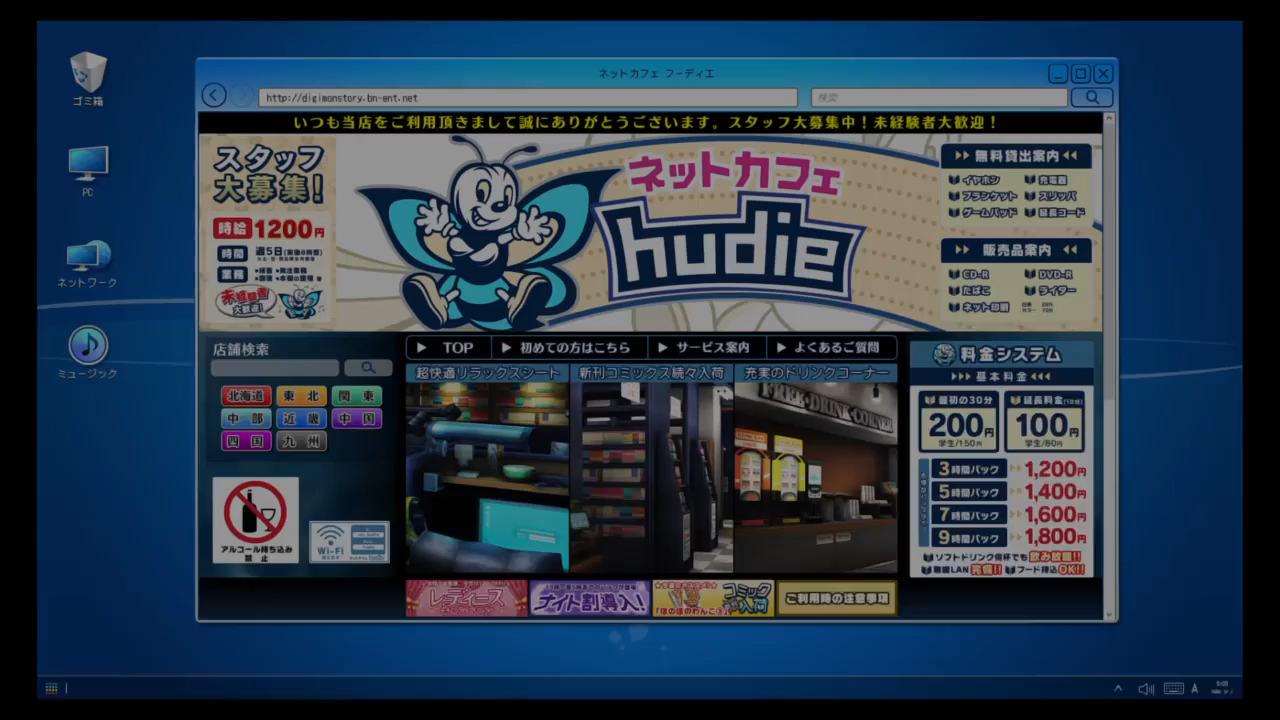 ゴミ箱
PC
ネットワーク
ミュージック
ネットカフェ フーディエ
http://digimonstory.bn-ent.net
検索
いつも当店をご利用頂きまして誠にありがとうございます。スタッフ大募集中！未経験者大歓迎！
スタッフ
大募集!
時給 1200円
時間 週5日(実働8時間)
業務
未経験者
大歓迎!
ネットカフェ
hudie
無料貸出案内
イヤホン 充電器
ブランケット スリッパ
ゲームパッド 延長コード
販売品案内
CD-R DVD-R
たばこ ライター
ネット印刷
店舗検索
北海道 東北 関東
中部 近畿 中国
四国 九州
アルコール持ち込み
禁止
Wi-Fi
TOP 初めての方はこちら サービス案内 よくあるご質問
超快適リラックスシート 新刊コミックス続々入荷 充実のドリンクコーナー
FREE-DRINK-CORNER
レディース
ナイト割導入!
コミック
入荷
「ほのぼのわんこ
ご利用時の注意事項
料金システム
基本料金
最初の30分 延長料金(10分)
200円 100円
学生/150円 学生/80円
3時間パック 1,200円
5時間パック 1,400円
7時間パック 1,600円
9時間パック 1,800円
ソフトドリンク何杯でも飲み放題!!
無線LAN 完備!! フード持込OK!!
A